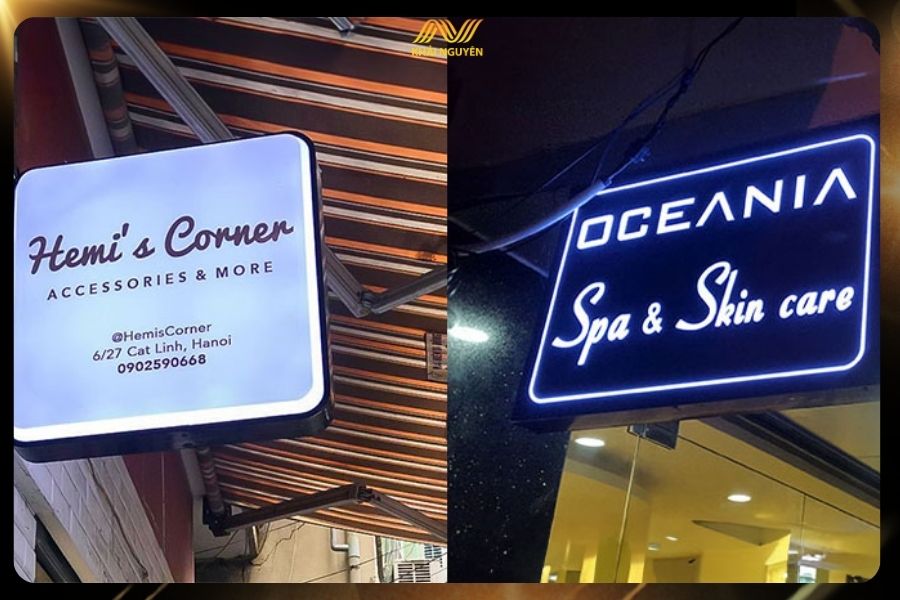 KHẢI NGUYÊN
Hemi's Corner
ACCESSORIES & MORE
@HemisCorner
6/27 Cat Linh, Hanoi
0902590668
OCEANIA
Spa & Skin care